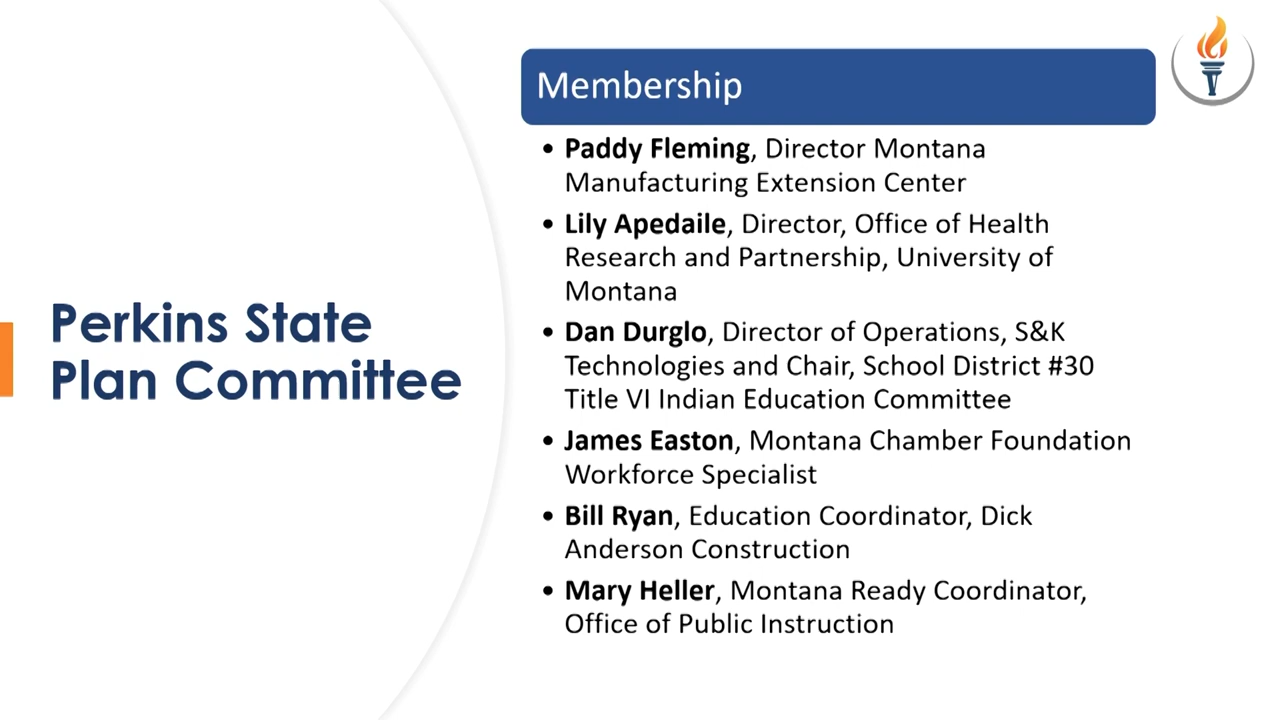 Perkins State
Plan Committee
Membership
• Paddy Fleming, Director Montana
Manufacturing Extension Center
• Lily Apedaile, Director, Office of Health
Research and Partnership, University of
Montana
• Dan Durglo, Director of Operations, S&K
Technologies and Chair, School District #30
Title VI Indian Education Committee
• James Easton, Montana Chamber Foundation
Workforce Specialist
• Bill Ryan, Education Coordinator, Dick
Anderson Construction
• Mary Heller, Montana Ready Coordinator,
Office of Public Instruction